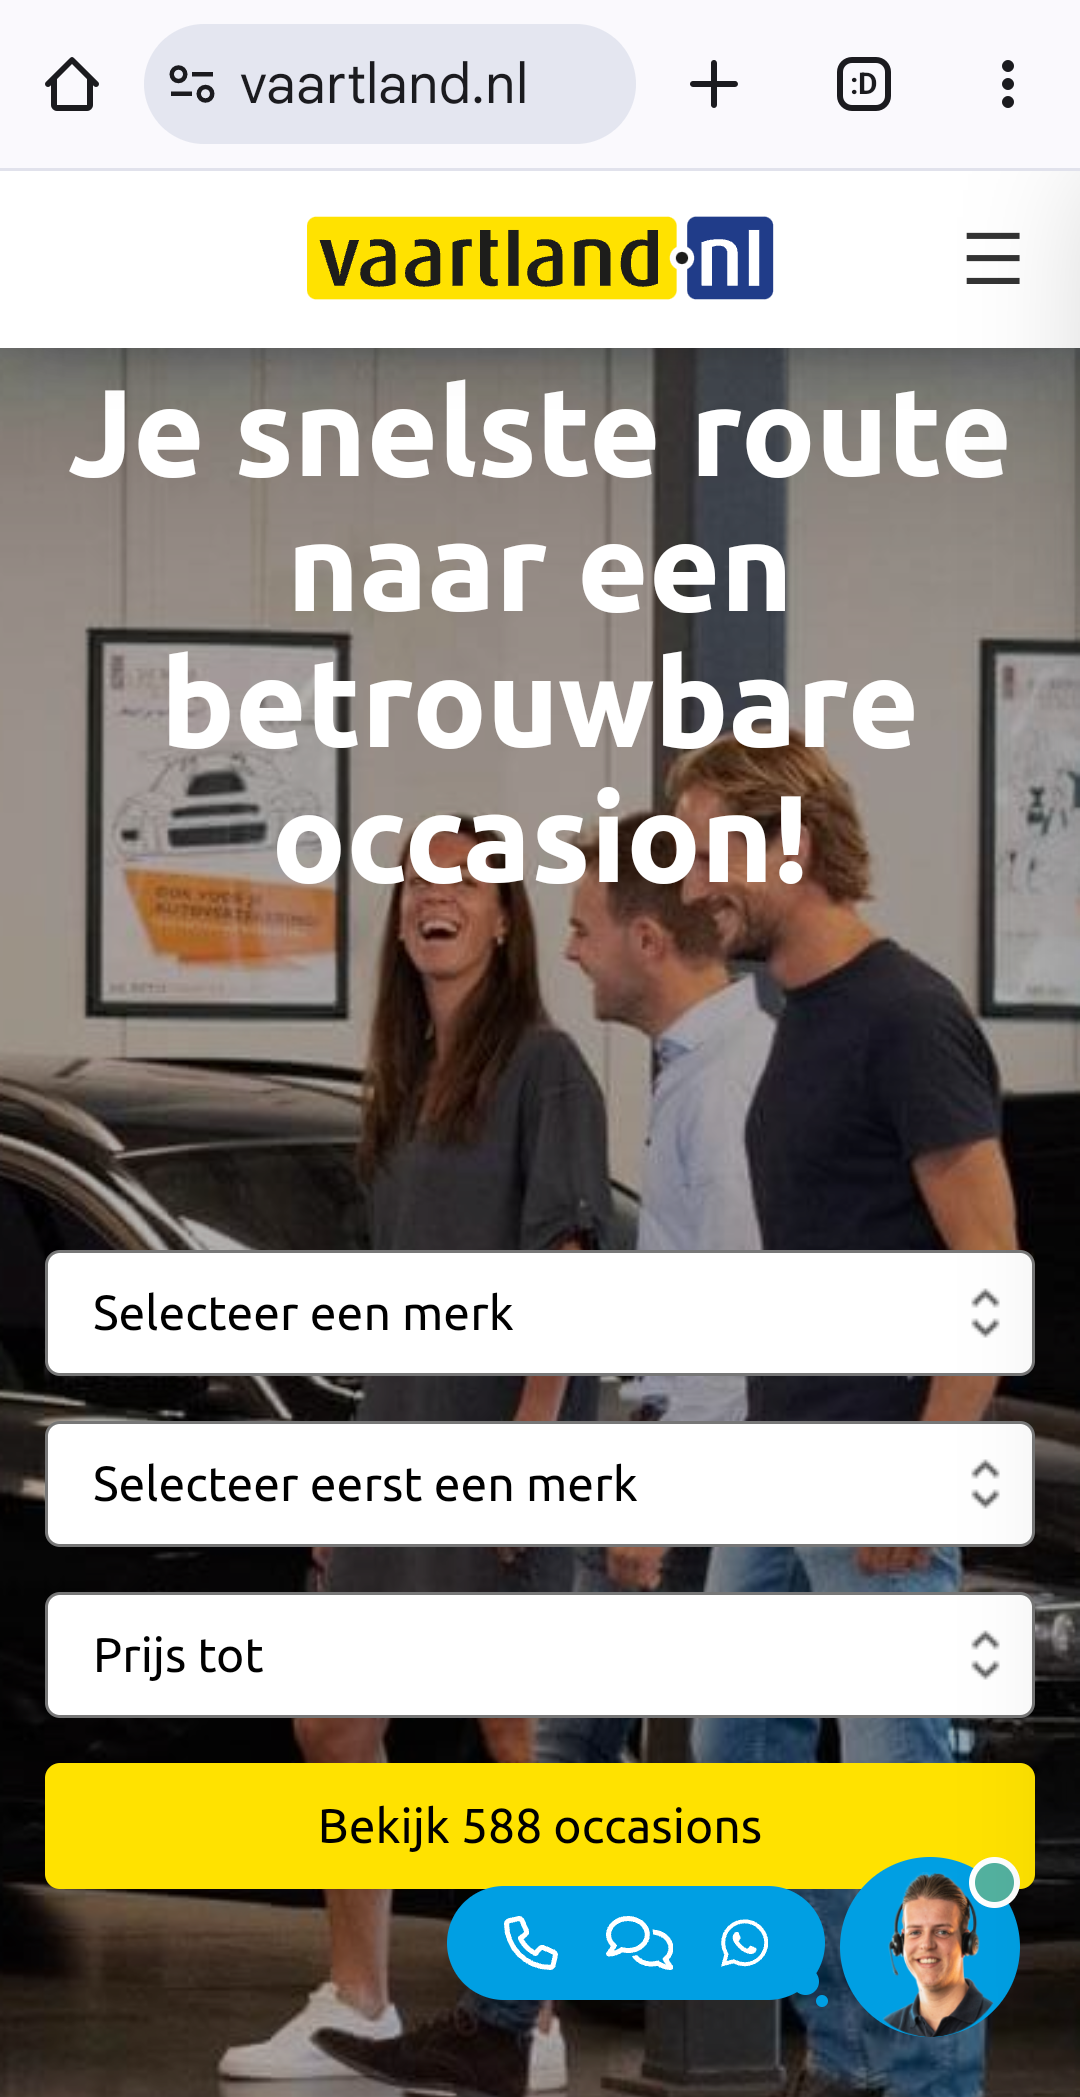 vaartland.nl
:D
vaartland.nl
Je snelste route
naar een
betrouwbare
occasion!
Selecteer een merk
Selecteer eerst een merk
Prijs tot
Bekijk 588 occasions